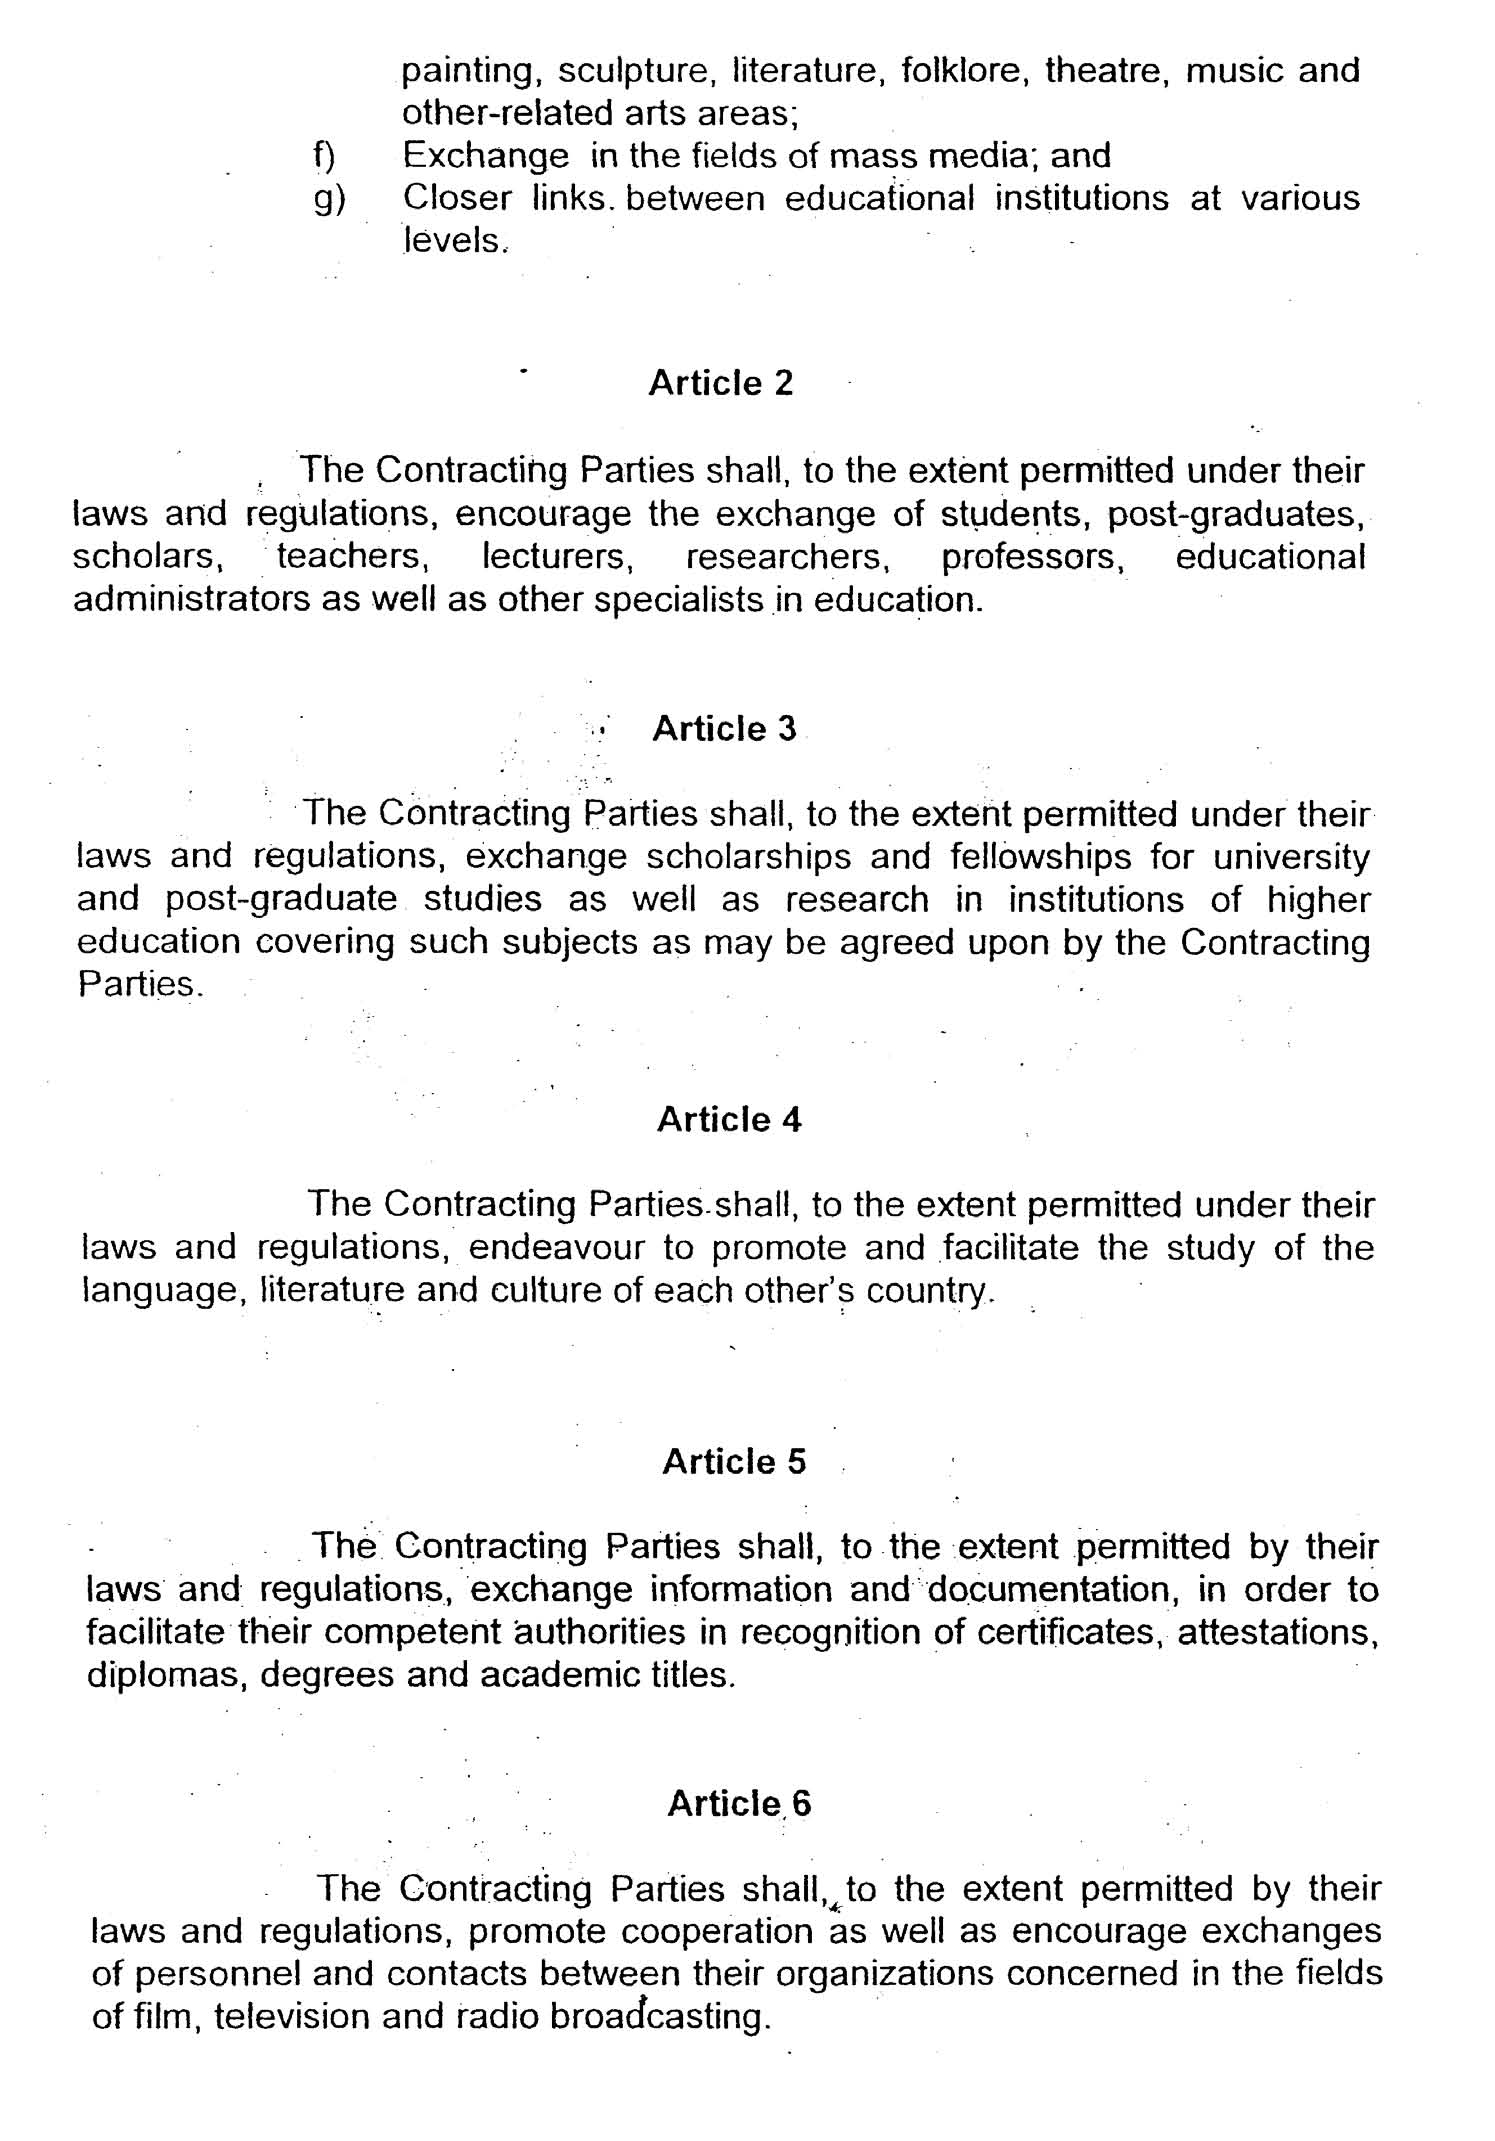 painting, sculpture, literature, folklore, theatre, music and
other-related arts areas;
f) Exchange in the fields of mass media; and
g) Closer links between educational institutions at various
levels.
Article 2
The Contracting Parties shall, to the extent permitted under their
laws and regulations, encourage the exchange of students, post-graduates,
scholars, teachers, lecturers, researchers, professors, educational
administrators as well as other specialists in education.
Article 3
The Contracting Parties shall, to the extent permitted under their
laws and regulations, exchange scholarships and fellowships for university
and post-graduate studies as well as research in institutions of higher
education covering such subjects as may be agreed upon by the Contracting
Parties.
Article 4
The Contracting Parties shall, to the extent permitted under their
laws and regulations, endeavour to promote and facilitate the study of the
language, literature and culture of each other's country.
Article 5
The Contracting Parties shall, to the extent permitted by their
laws and regulations, exchange information and documentation, in order to
facilitate their competent authorities in recognition of certificates, attestations,
diplomas, degrees and academic titles.
Article 6
The Contracting Parties shall, to the extent permitted by their
laws and regulations, promote cooperation as well as encourage exchanges
of personnel and contacts between their organizations concerned in the fields
of film, television and radio broadcasting.